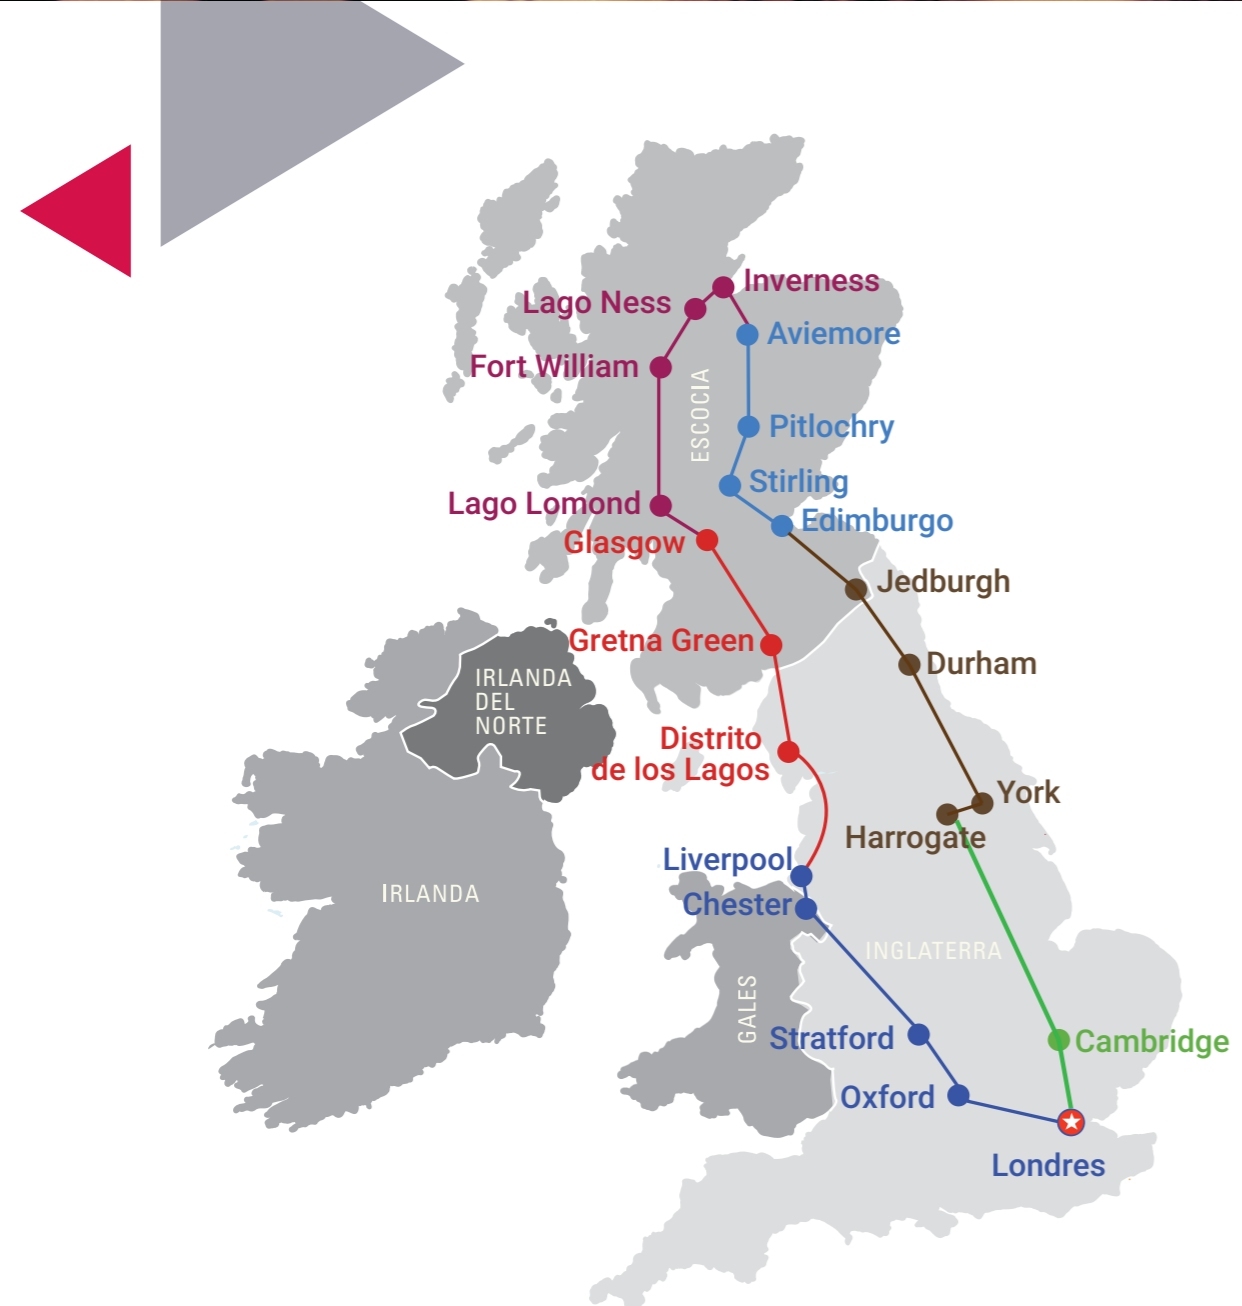 Inverness
Lago Ness
Aviemore
Fort William
ESCOCIA
Pitlochry
Stirling
Lago Lomond
Edimburgo
Glasgow
Jedburgh
Gretna Green
Durham
IRLANDA
DEL
NORTE
Distrito
de los Lagos
York
Harrogate
Liverpool
IRLANDA
Chester
INGLATERRA
GALES
Stratford
Cambridge
Oxford
Londres